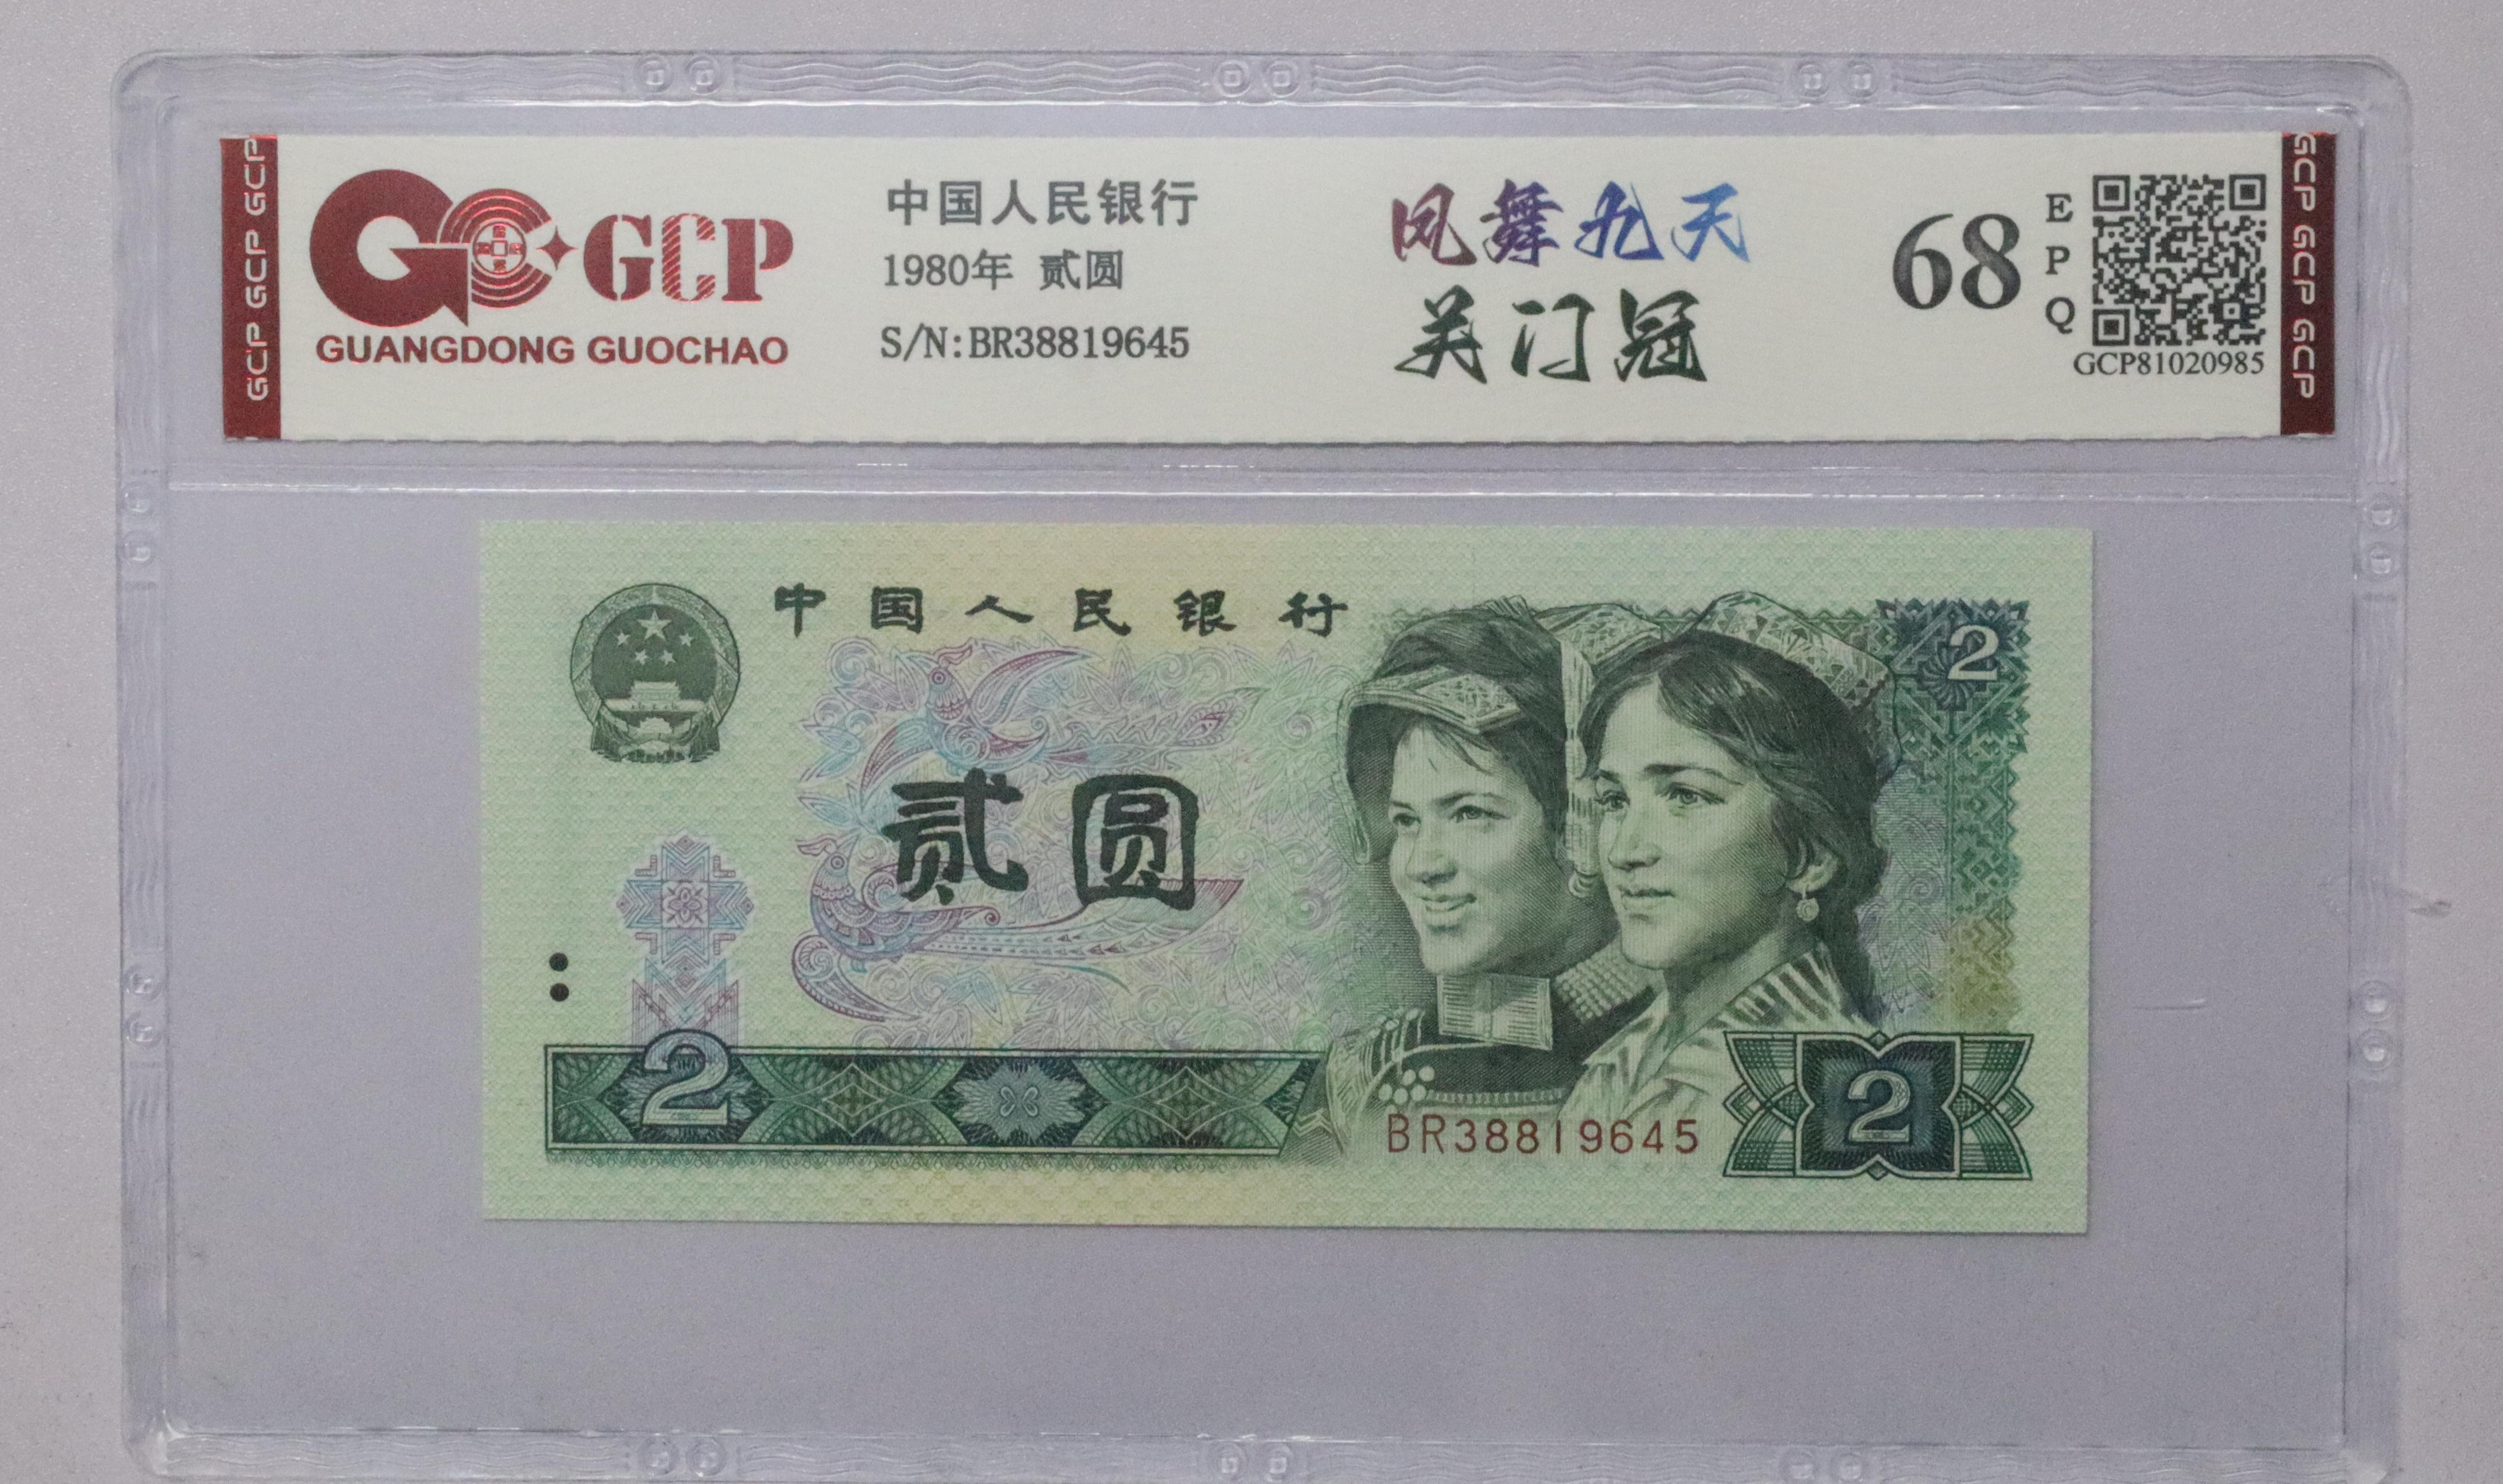 GCP GCP GCP
GCP
GUANGDONG GUOCHAO
中国人民银行
1980年 贰圆
S/N:BR38819645
凤舞九天
关门冠
68
E
P
Q
GCP81020985
GCP GCP GCP
中国人民银行
2
贰圆
2
BR38819645
2